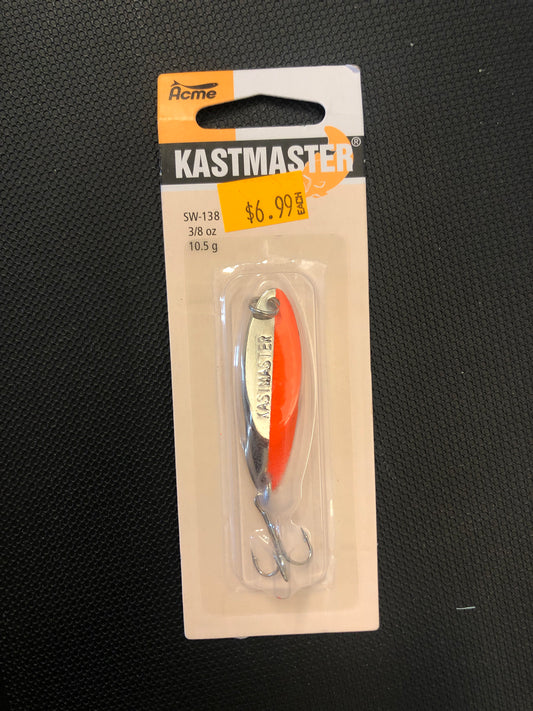 Acme
KASTMASTER®
$6.99 EACH
SW-138
3/8 oz
10.5 g
KASTMASTER